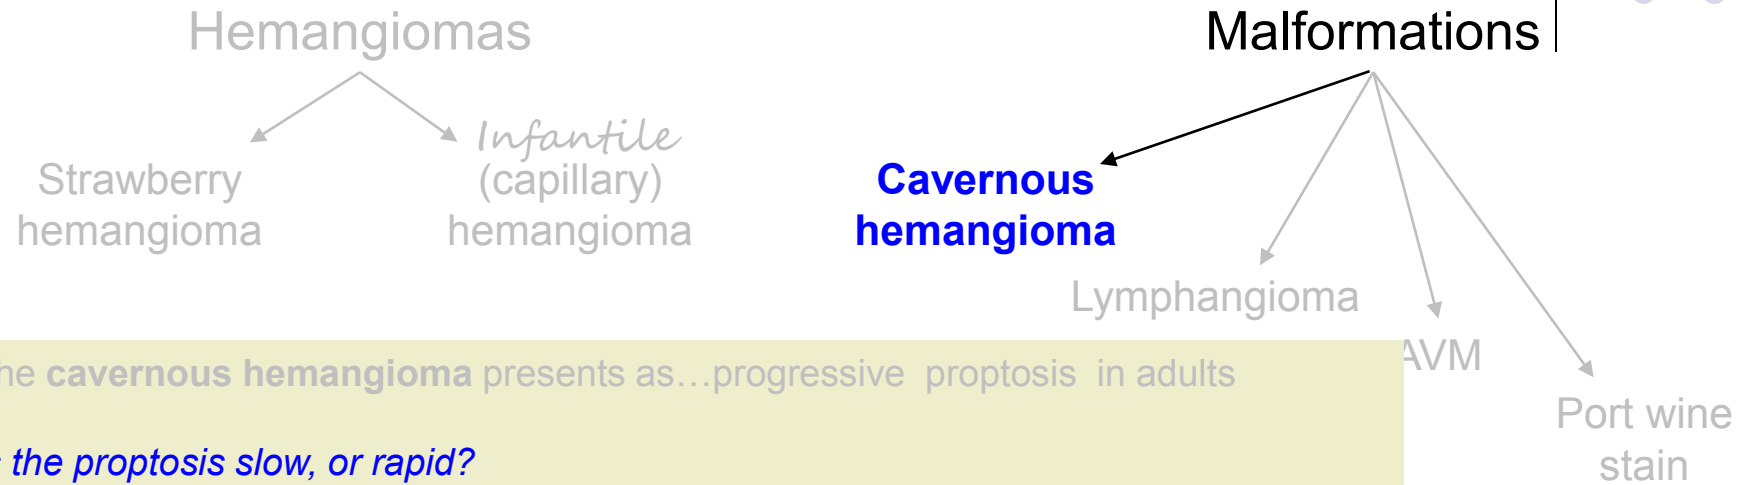 Hemangiomas
Malformations
Infantile
Strawberry
hemangioma
(capillary)
hemangioma
Cavernous
hemangioma
Lymphangioma
AVM
Port wine
stain
cavernous hemangioma presents as…progressive proptosis in adults
the proptosis slow, or rapid?